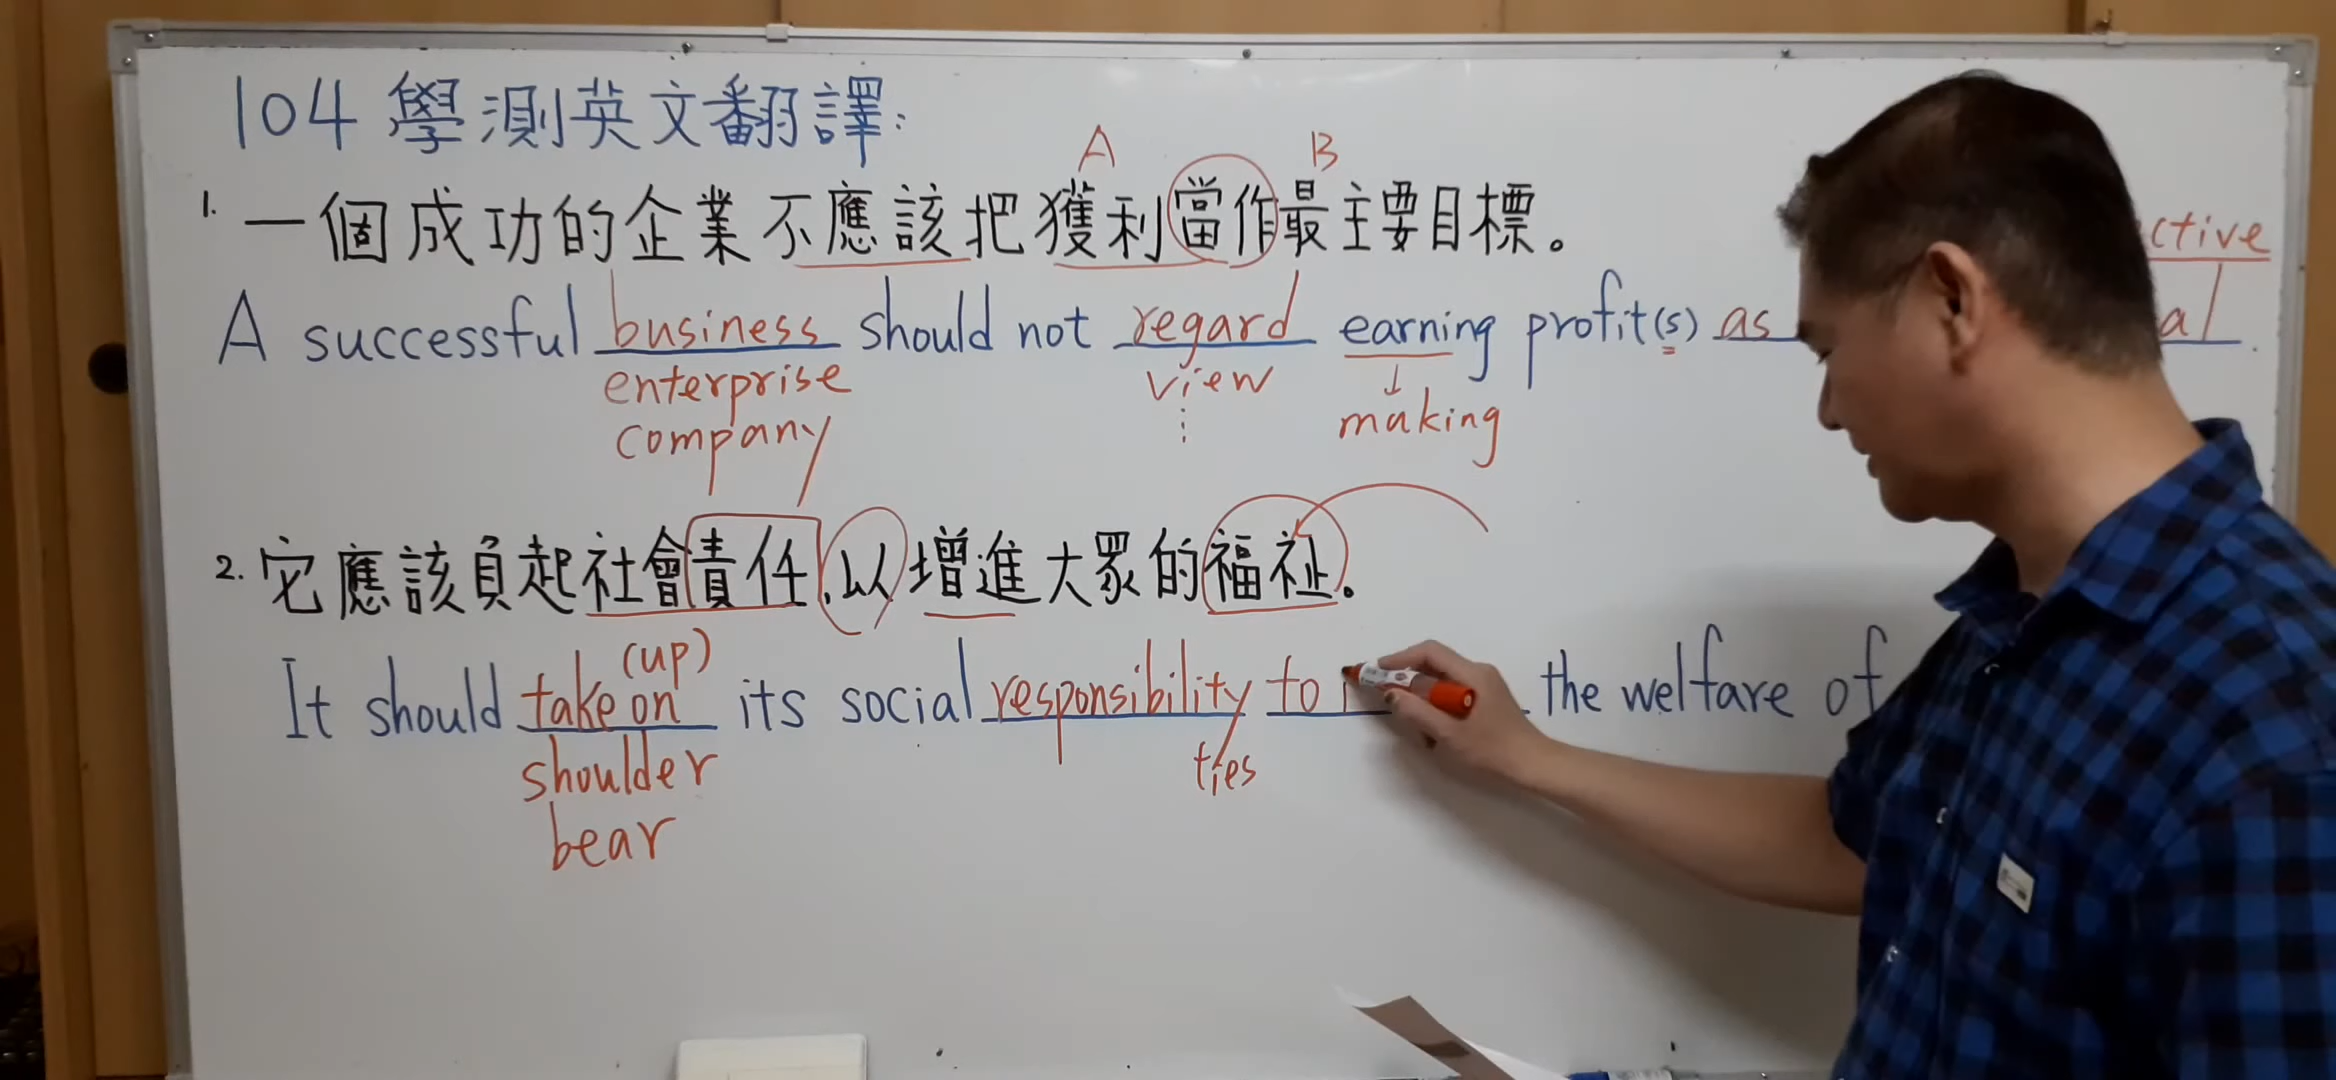 104 學測英文翻譯:
A B
1. 一個成功的企業不應該把獲利當作最主要目標。
ctive
A successful business should not regard earning profit(s) as al.
enterprise view making
company
2. 它應該負起社會責任,以增進大眾的福祉。
(up)
It should take on its social responsibility to the welfare of
shoulder ties
bear